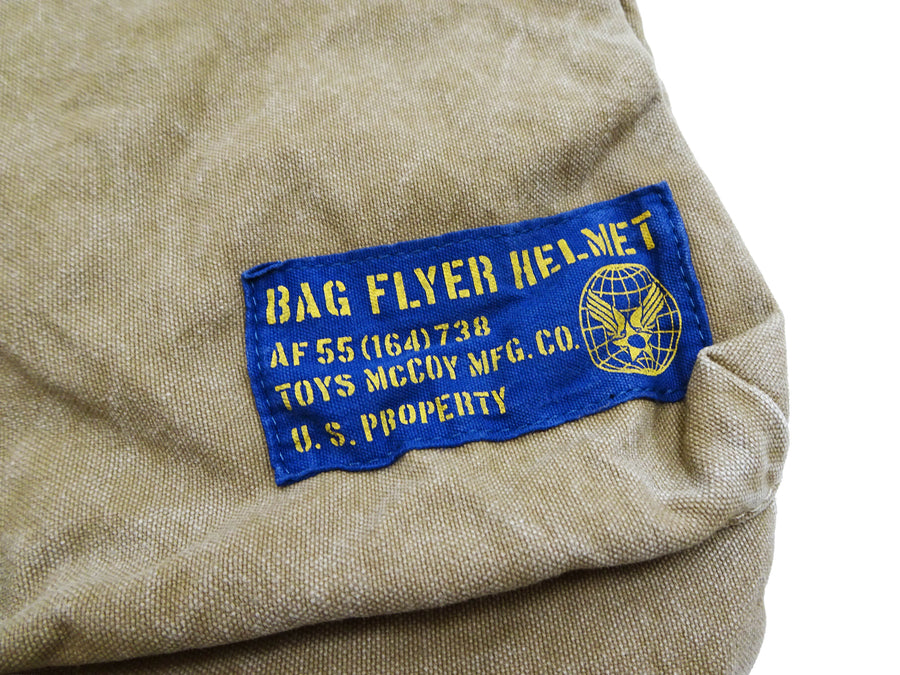 BAG FLYER HELMET
AF 55 (164) 738
TOYS McCOY MFG. CO.
U.S. PROPERTY